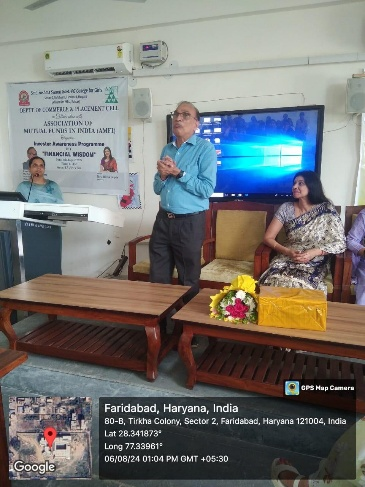 DEPTT OF COMMERCE & PLACEMENT CELL
ASSOCIATION OF
MUTUAL FUNDS IN INDIA (AMFI)
Investor Awareness Programme
"FINANCIAL WISDOM"
GPS Map Camera
Google
Faridabad, Haryana, India
80-B, Tirkha Colony, Sector 2, Faridabad, Haryana 121004, India
Lat 28.341873°
Long 77.33961°
06/08/24 01:04 PM GMT +05:30